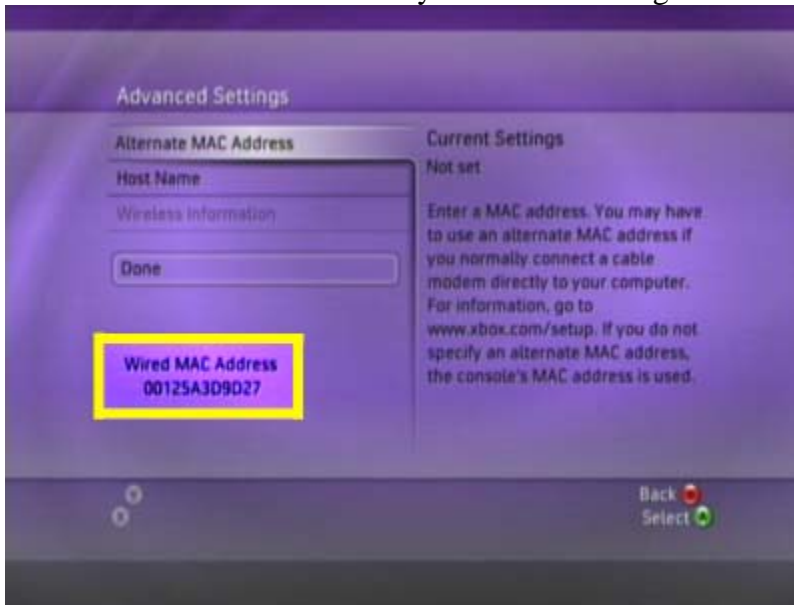 Advanced Settings
Alternate MAC Address
Host Name
Wireless Information
Done
Wired MAC Address
00125A3D9D27
Current Settings
Not set
Enter a MAC address. You may have
to use an alternate MAC address if
you normally connect a cable
modem directly to your computer.
For information, go to
www.xbox.com/setup. If you do not
specify an alternate MAC address,
the console's MAC address is used.
Back
Select